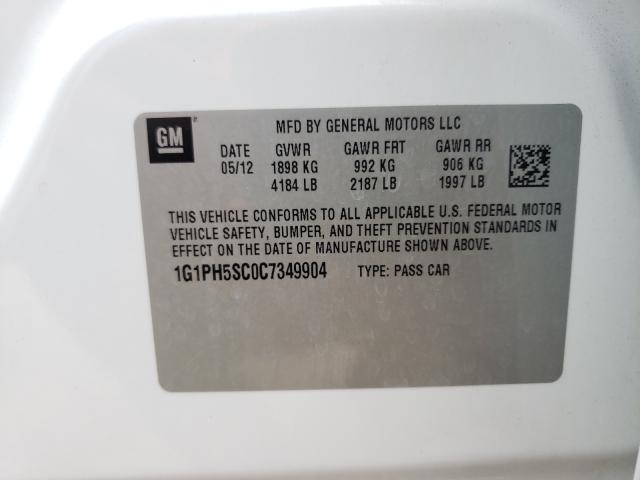 GM
MFD BY GENERAL MOTORS LLC
DATE GVWR GAWR FRT GAWR RR
05/12 1898 KG 992 KG 906 KG
4184 LB 2187 LB 1997 LB
THIS VEHICLE CONFORMS TO ALL APPLICABLE U.S. FEDERAL MOTOR
VEHICLE SAFETY, BUMPER, AND THEFT PREVENTION STANDARDS IN
EFFECT ON THE DATE OF MANUFACTURE SHOWN ABOVE.
1G1PH5SC0C7349904 TYPE: PASS CAR